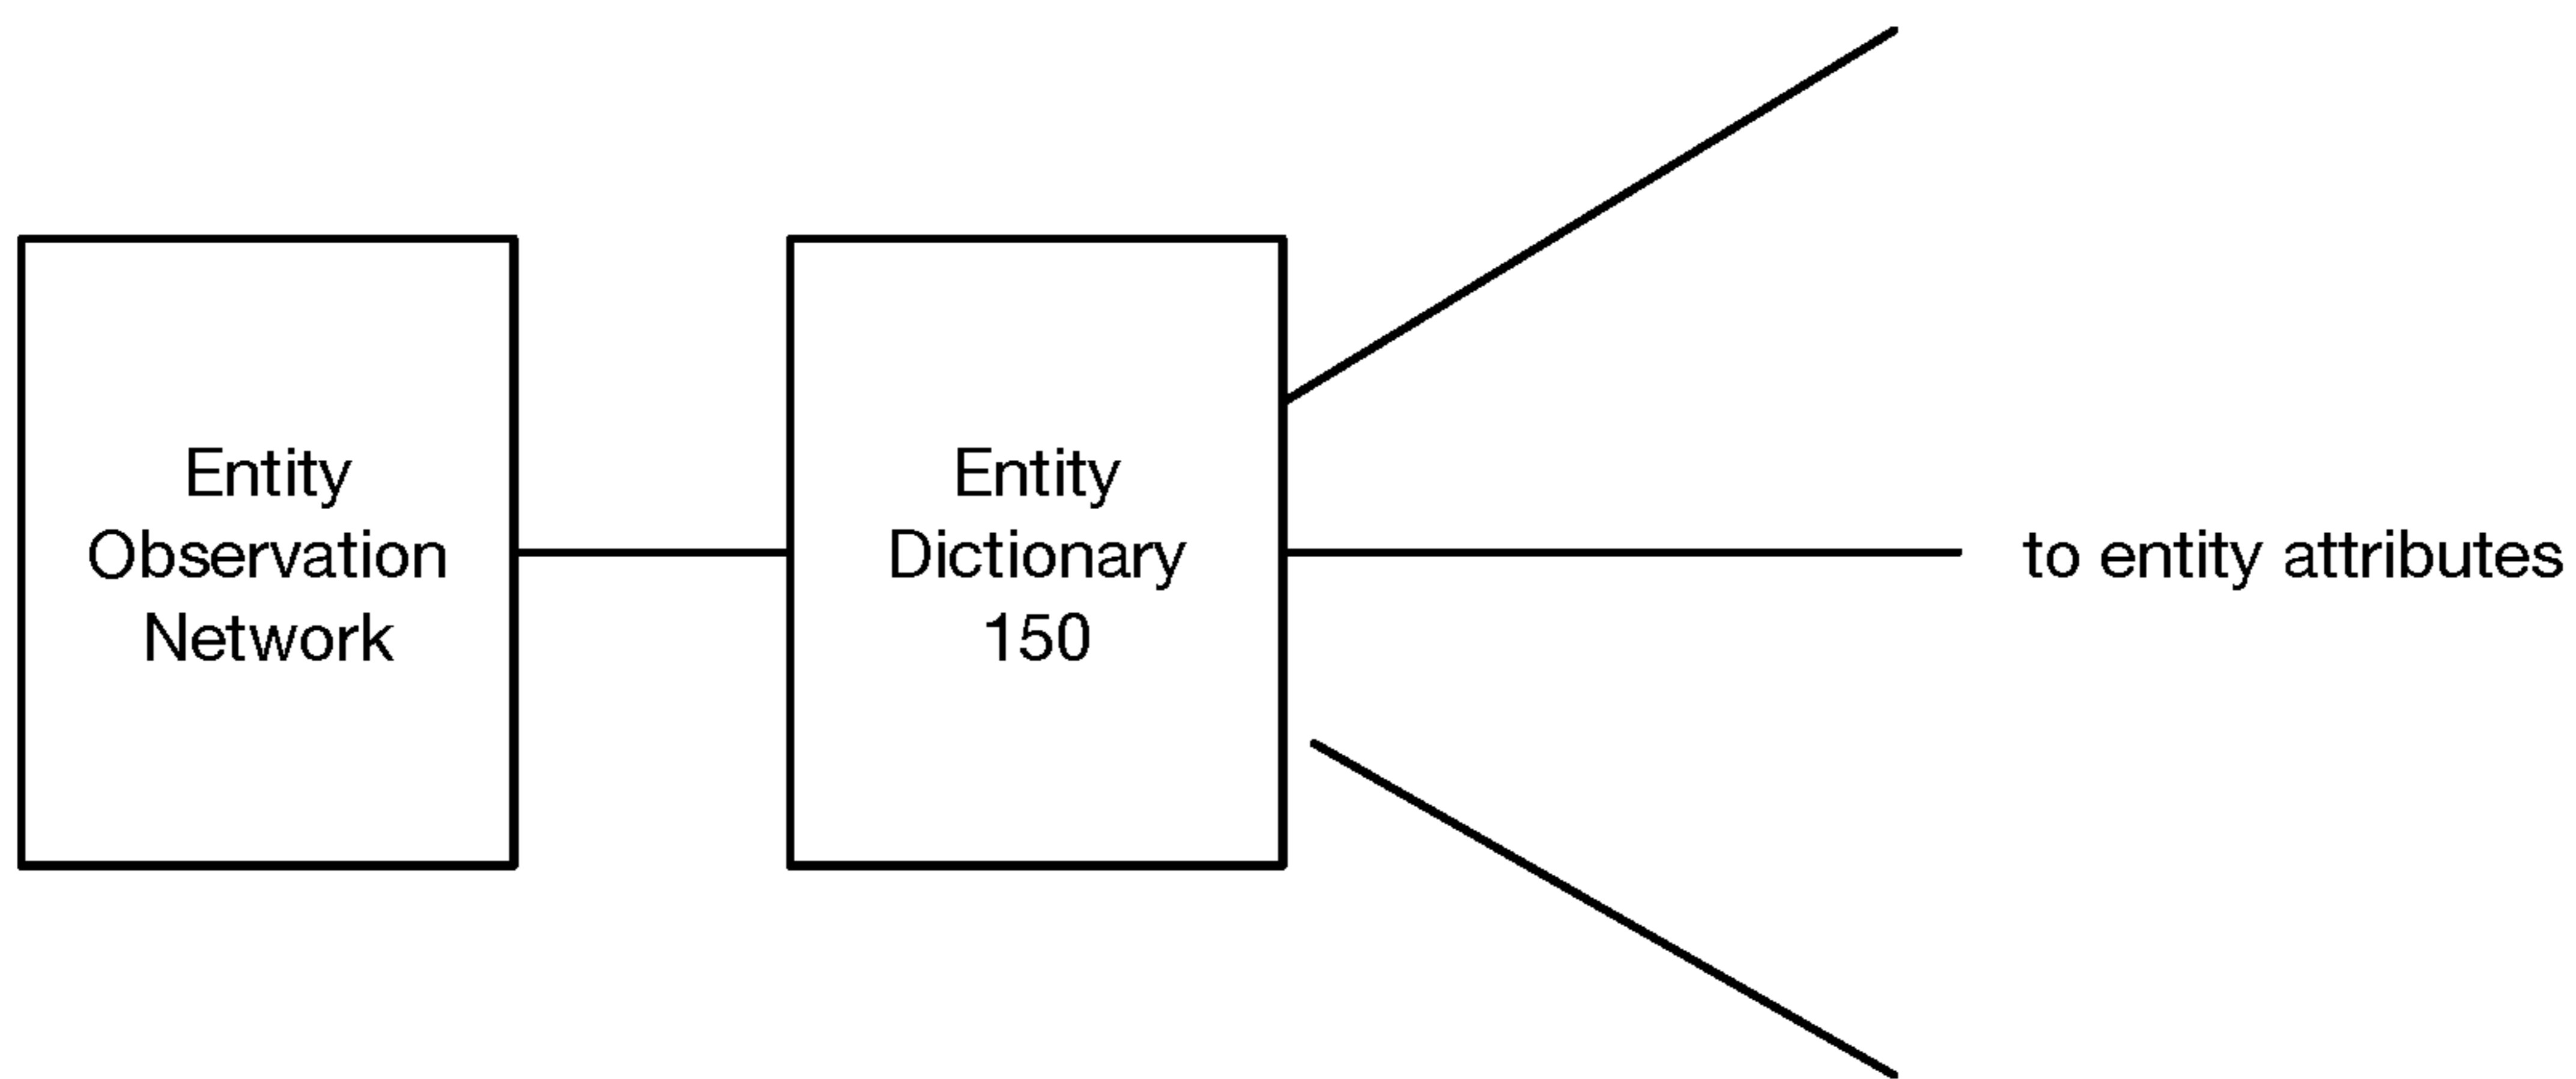 Entity
Observation
Network
Entity
Dictionary
150
to entity attributes